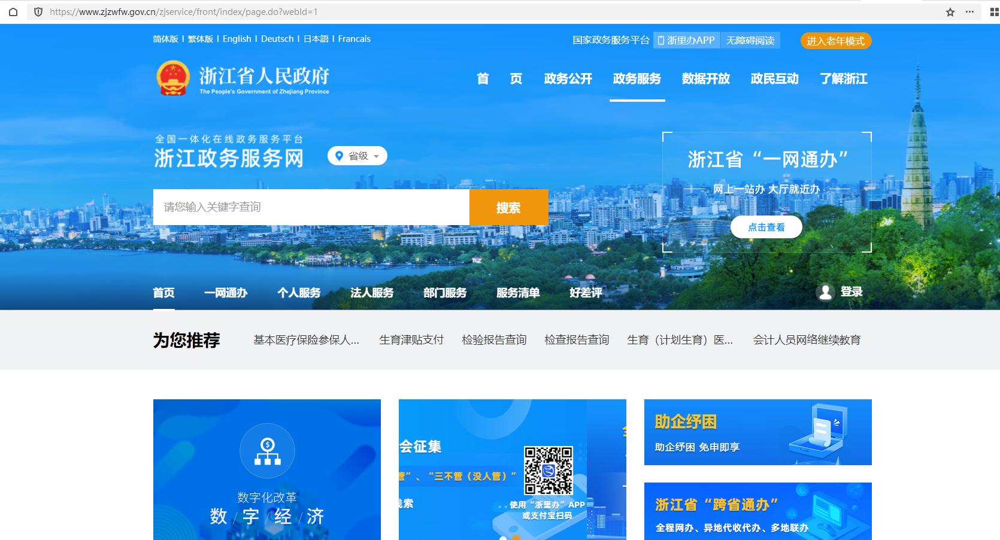 https://www.zjzwfw.gov.cn/zjservice/front/index/page.do?webId=1
简体版 | 繁体版 | English | Deutsch | 日本語 | Francais
国家政务服务平台 浙里办APP 无障碍阅读 进入老年模式
浙江省人民政府
The People's Government of Zhejiang Province
首 页 政务公开 政务服务 数据开放 政民互动 了解浙江
全国一体化在线政务服务平台
浙江政务服务网
省级
请您输入关键字查询
搜索
浙江省“一网通办”
网上一站办 大厅就近办
点击查看
首页 一网通办 个人服务 法人服务 部门服务 服务清单 好差评 登录
为您推荐 基本医疗保险参保人... 生育津贴支付 检验报告查询 检查报告查询 生育（计划生育）医... 会计人员网络继续教育
$
数字化改革
数/字/经/济
会征集
管”、“三不管（没人管）”
线索
使用“浙里办”APP
或支付宝扫码
助企纾困
助企纾困 免申即享
浙江省“跨省通办”
全程网办、异地代收代办、多地联办